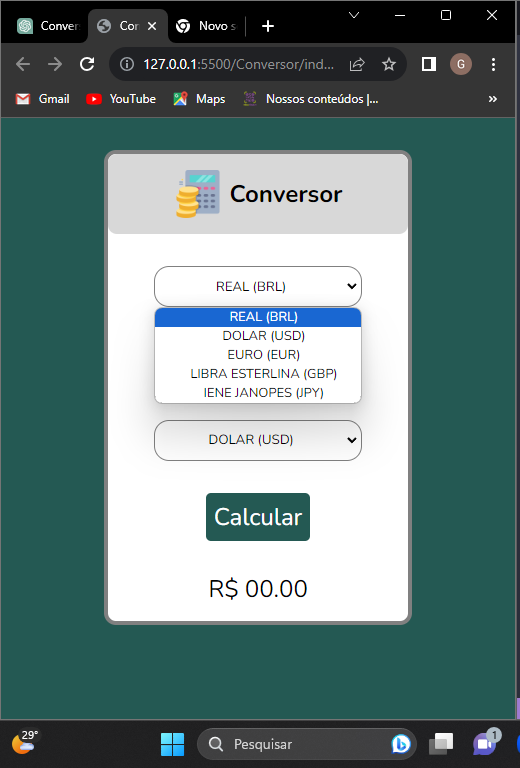 Conver
Cor
Novo s
127.0.0.1:5500/Conversor/ind...
G
Gmail
YouTube
Maps
Nossos conteúdos |...
»
Conversor
REAL (BRL)
REAL (BRL)
DOLAR (USD)
EURO (EUR)
LIBRA ESTERLINA (GBP)
IENE JANOPES (JPY)
DOLAR (USD)
Calcular
R$ 00.00
29°
Pesquisar
1